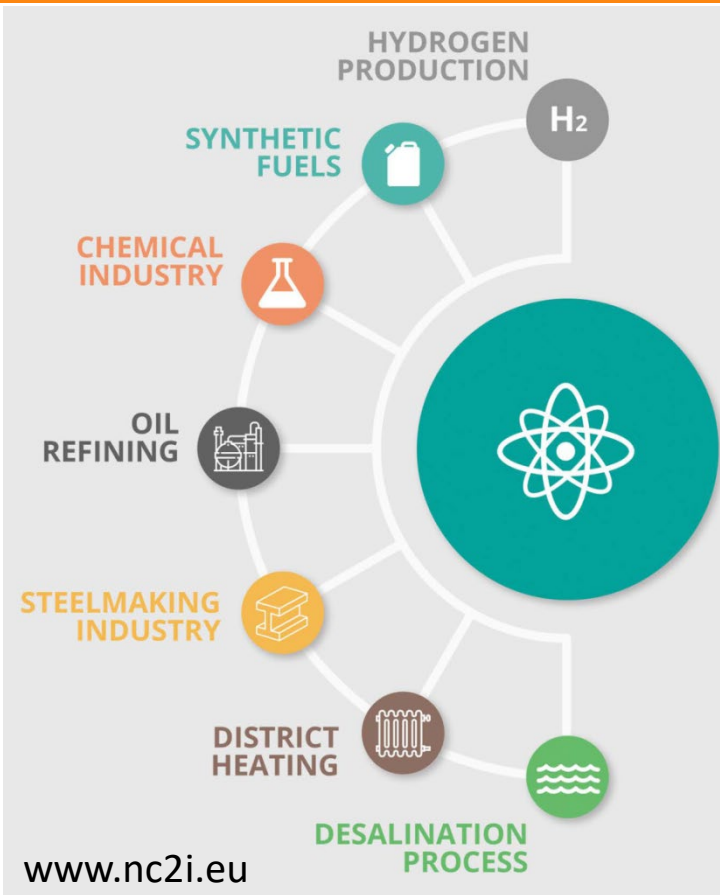 HYDROGEN
PRODUCTION
H2
SYNTHETIC
FUELS
CHEMICAL
INDUSTRY
OIL
REFINING
STEELMAKING
INDUSTRY
DISTRICT
HEATING
DESALINATION
PROCESS
www.nc2i.eu